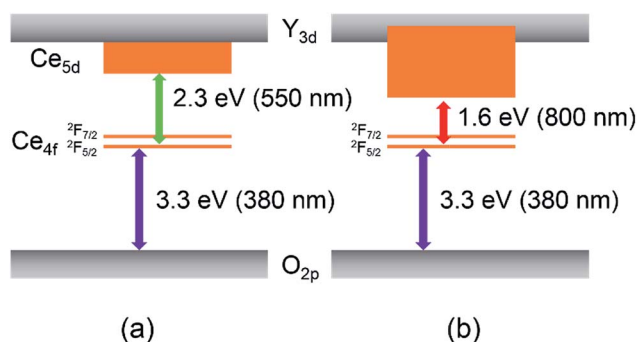 Y3d
Ce5d
2.3 eV (550 nm)
1.6 eV (800 nm)
Ce4f
2F7/2
2F5/2
2F7/2
2F5/2
3.3 eV (380 nm)
3.3 eV (380 nm)
O2p
(a)
(b)